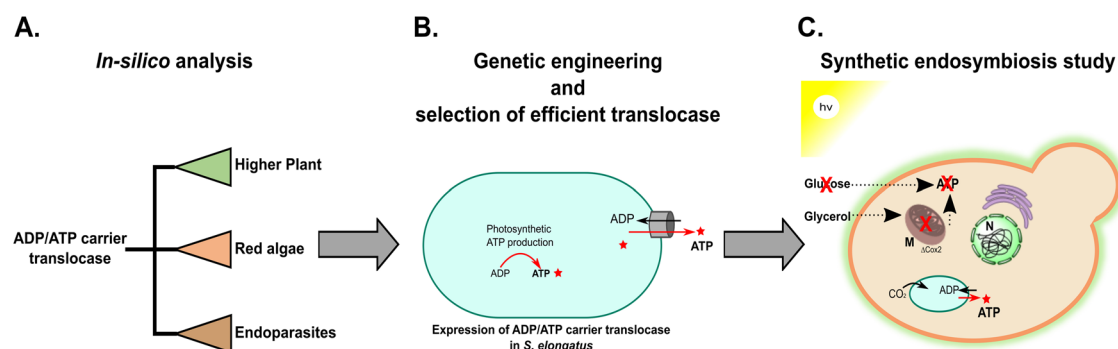 A.
In-silico analysis
ADP/ATP carrier
translocase
Higher Plant
Red algae
Endoparasites
B.
Genetic engineering
and
selection of efficient translocase
Photosynthetic
ATP production
ADP
ATP
ADP
ATP
Expression of ADP/ATP carrier translocase
in S. elongatus
C.
Synthetic endosymbiosis study
hv
Glucose
ATP
Glycerol
M
ΔCox2
N
CO2
ADP
ATP